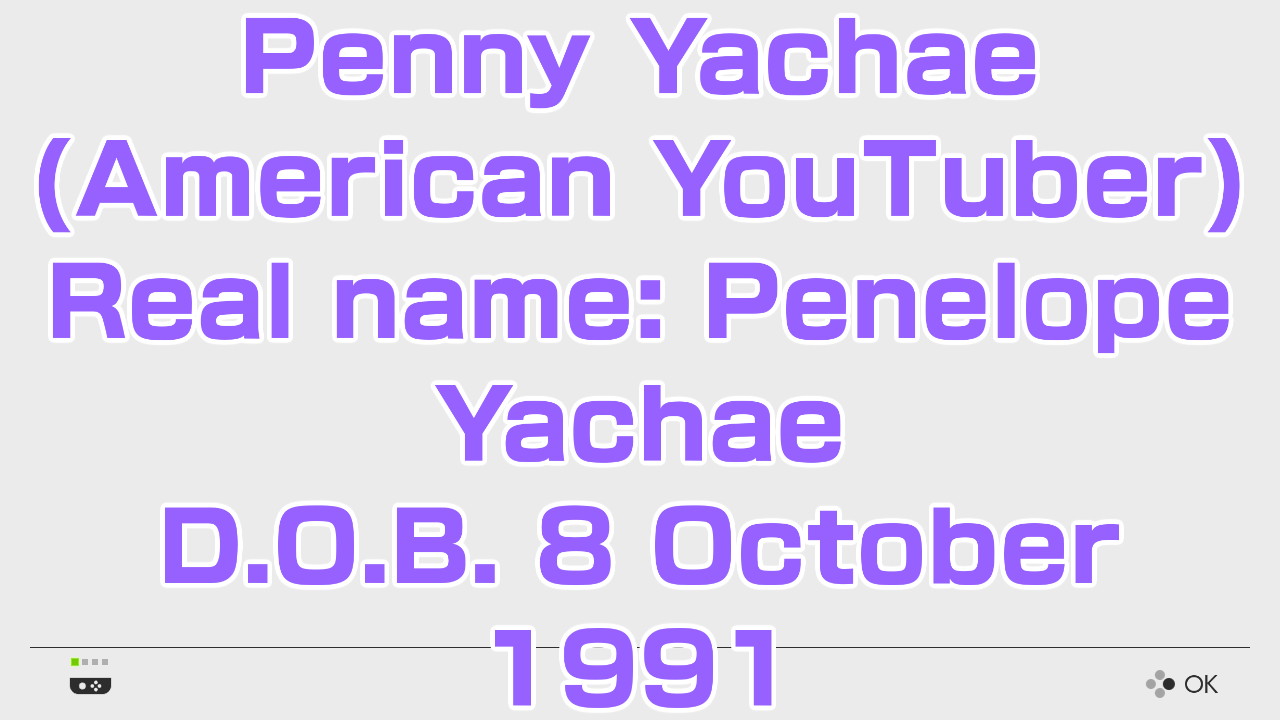 Penny Yachae
(American YouTuber)
Real name: Penelope
Yachae
D.O.B. 8 October
1991
OK